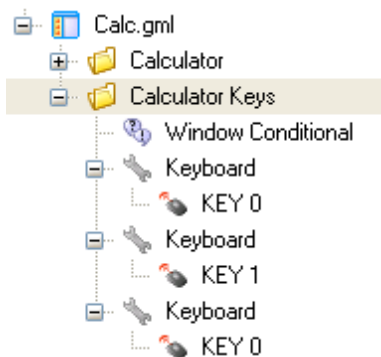 Calc.gml
Calculator
Calculator Keys
Window Conditional
Keyboard
KEY 0
Keyboard
KEY 1
Keyboard
KEY 0